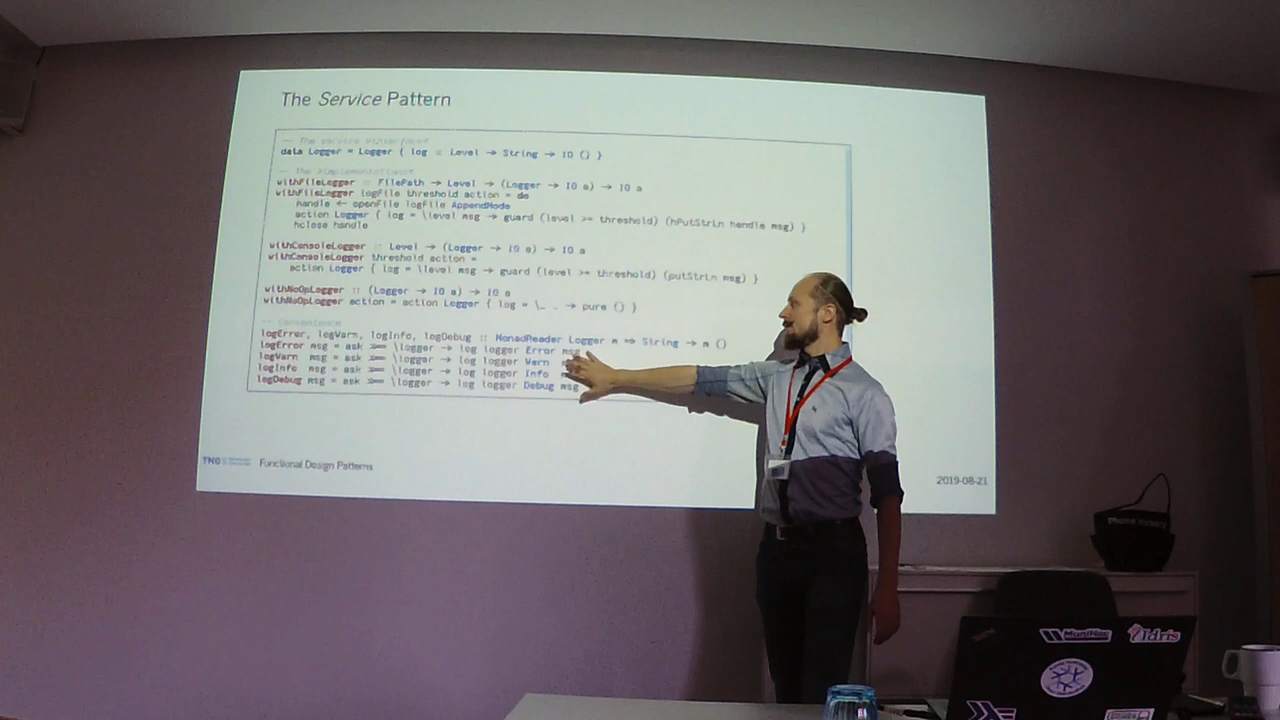 The Service Pattern
-- The service interface
data Logger = Logger { log :: Level → String → IO () }
-- The implementations
withFileLogger :: FilePath → Level → (Logger → IO a) → IO a
withFileLogger logFile threshold action = do
handle ← openFile logFile AppendMode
action Logger { log = \level msg → guard (level >= threshold) (hPutStrLn handle msg) }
hclose handle
withConsoleLogger :: Level → (Logger → IO a) → IO a
withConsoleLogger threshold action =
action Logger { log = \level msg → guard (level >= threshold) (putStrLn msg) }
withNoOpLogger :: (Logger → IO a) → IO a
withNoOpLogger action = action Logger { log = \_ _ → pure () }
-- Convenience
logError, logWarn, logInfo, logDebug :: MonadReader Logger m ⇒ String → m ()
logError msg = ask >>= \logger → log logger Error msg
logWarn msg = ask >>= \logger → log logger Warn
logInfo msg = ask >>= \logger → log logger Info
logDebug msg = ask >>= \logger → log logger Debug msg
TNG
Functional Design Patterns
2019-08-21
MuniHac
Idris